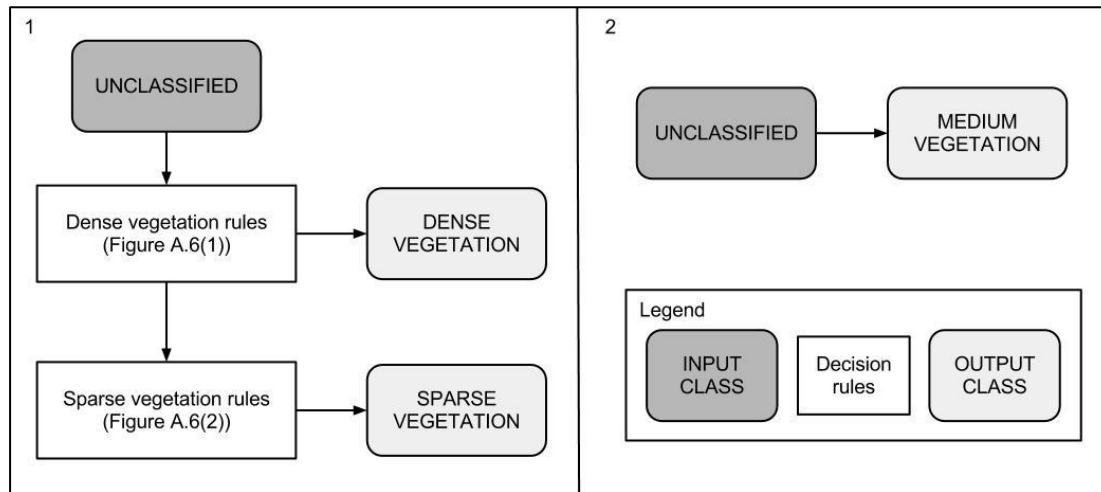 1
UNCLASSIFIED
Dense vegetation rules
(Figure A.6(1))
DENSE
VEGETATION
Sparse vegetation rules
(Figure A.6(2))
SPARSE
VEGETATION
2
UNCLASSIFIED
MEDIUM
VEGETATION
Legend
INPUT
CLASS
Decision
rules
OUTPUT
CLASS